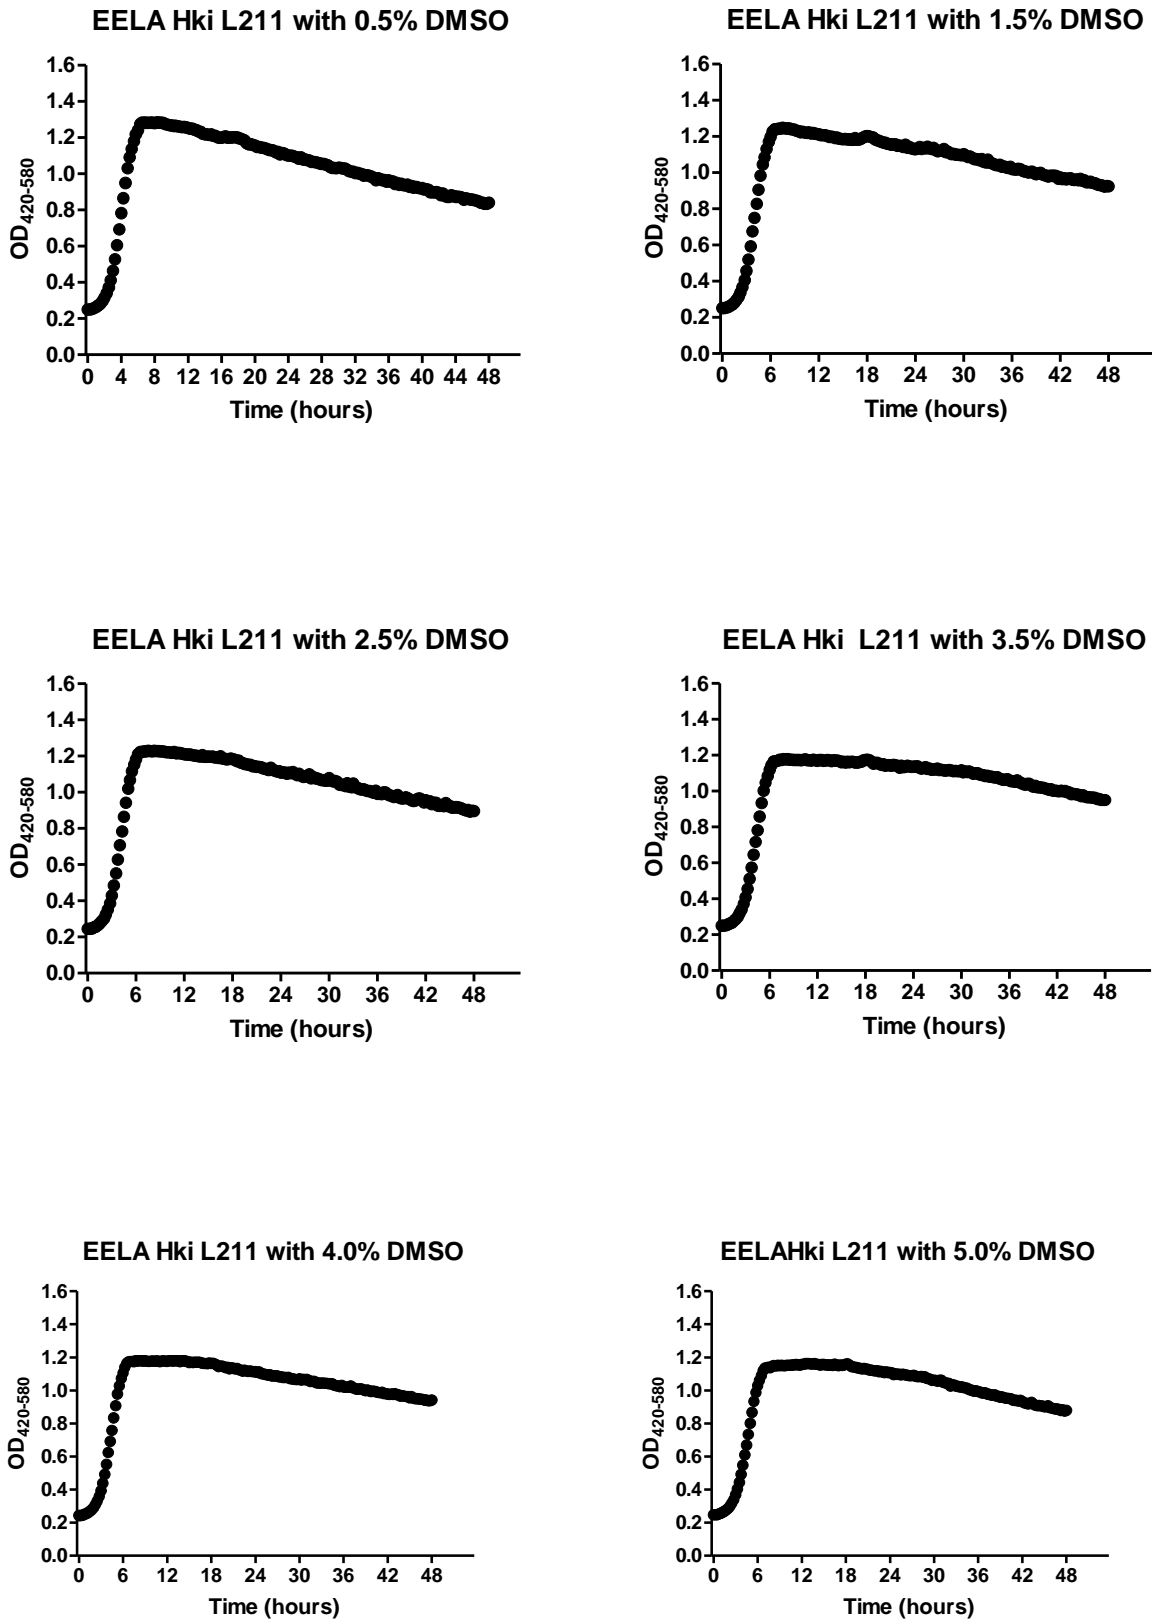 EELA Hki L211 with 0.5% DMSO
1.6
1.4
1.2
1.0
0.8
0.6
0.4
0.2
0.0
OD420-580
0 4 8 12 16 20 24 28 32 36 40 44 48
Time (hours)
EELA Hki L211 with 1.5% DMSO
1.6
1.4
1.2
1.0
0.8
0.6
0.4
0.2
0.0
OD420-580
0 6 12 18 24 30 36 42 48
Time (hours)
EELA Hki L211 with 2.5% DMSO
1.6
1.4
1.2
1.0
0.8
0.6
0.4
0.2
0.0
OD420-580
0 6 12 18 24 30 36 42 48
Time (hours)
EELA Hki L211 with 3.5% DMSO
1.6
1.4
1.2
1.0
0.8
0.6
0.4
0.2
0.0
OD420-580
0 6 12 18 24 30 36 42 48
Time (hours)
EELA Hki L211 with 4.0% DMSO
1.6
1.4
1.2
1.0
0.8
0.6
0.4
0.2
0.0
OD420-580
0 6 12 18 24 30 36 42 48
Time (hours)
EELAHki L211 with 5.0% DMSO
1.6
1.4
1.2
1.0
0.8
0.6
0.4
0.2
0.0
OD420-580
0 6 12 18 24 30 36 42 48
Time (hours)